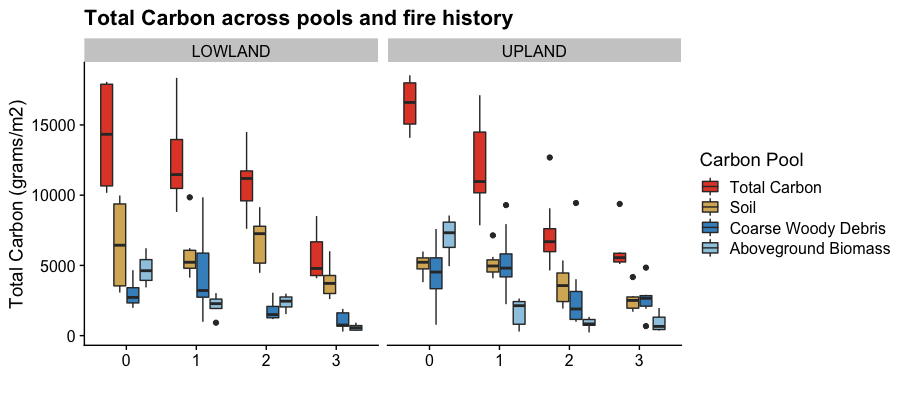 Total Carbon across pools and fire history
LOWLAND
UPLAND
Total Carbon (grams/m2)
15000
10000
5000
0
0 1 2 3
0 1 2 3
Carbon Pool
Total Carbon
Soil
Coarse Woody Debris
Aboveground Biomass